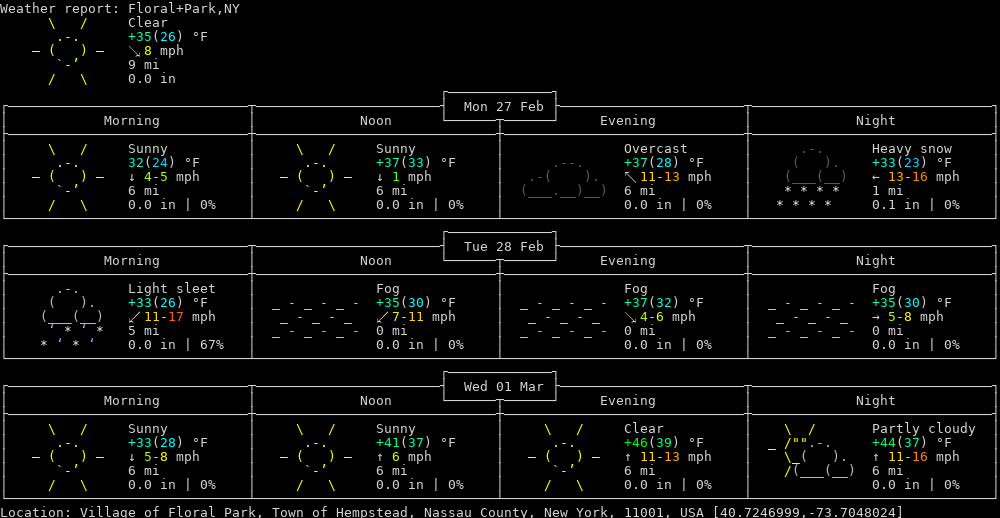 Weather report: Floral+Park,NY
Clear
+35(26) °F
↘ 8 mph
9 mi
0.0 in
Mon 27 Feb
Morning Noon Evening Night
Sunny Sunny Overcast Heavy snow
32(24) °F +37(33) °F +37(28) °F +33(23) °F
↓ 4-5 mph ↓ 1 mph ↖ 11-13 mph ← 13-16 mph
6 mi 6 mi 6 mi 1 mi
0.0 in | 0% 0.0 in | 0% 0.0 in | 0% 0.1 in | 0%
Tue 28 Feb
Morning Noon Evening Night
Light sleet Fog Fog Fog
+33(26) °F +35(30) °F +37(32) °F +35(30) °F
↙ 11-17 mph ↙ 7-11 mph ↘ 4-6 mph → 5-8 mph
5 mi 0 mi 0 mi 0 mi
0.0 in | 67% 0.0 in | 0% 0.0 in | 0% 0.0 in | 0%
Wed 01 Mar
Morning Noon Evening Night
Sunny Sunny Clear Partly cloudy
+33(28) °F +41(37) °F +46(39) °F +44(37) °F
↓ 5-8 mph ↑ 6 mph ↑ 11-13 mph ↑ 11-16 mph
6 mi 6 mi 6 mi 6 mi
0.0 in | 0% 0.0 in | 0% 0.0 in | 0% 0.0 in | 0%
Location: Village of Floral Park, Town of Hempstead, Nassau County, New York, 11001, USA [40.7246999,-73.7048024]